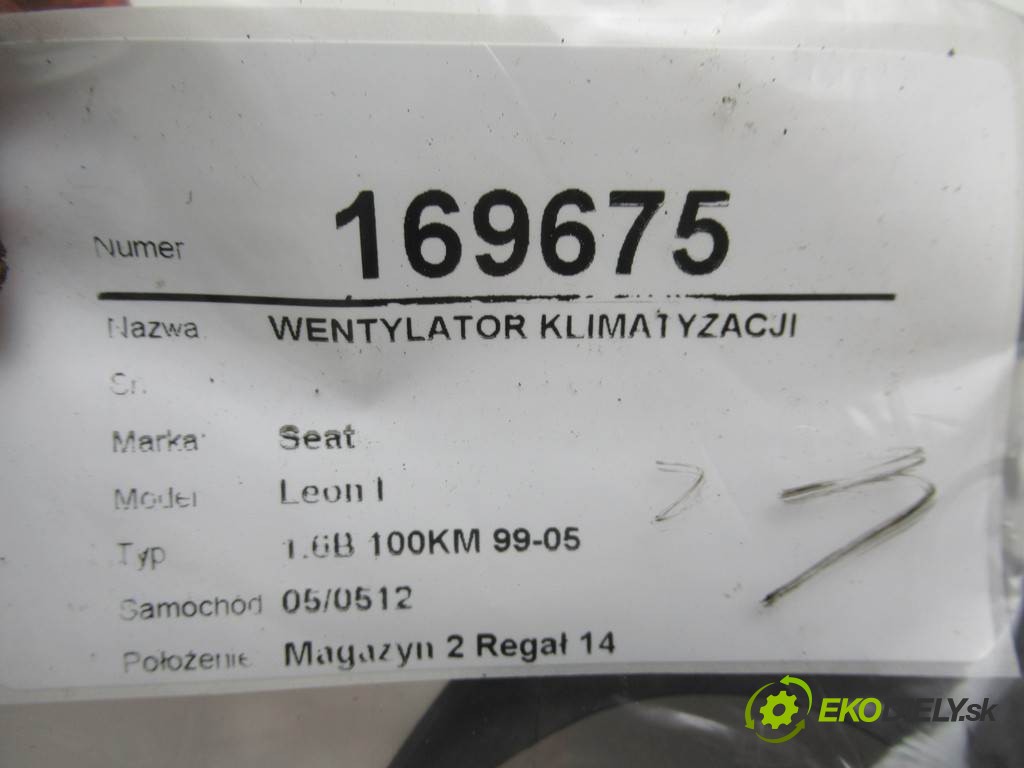 Numer 169675
Nazwa WENTYLATOR KLIMATYZACJI
Sr.
Marka: Seat
Model Leon I
Typ 1.6B 100KM 99-05
Samochód 05/0512
Położenie Magazyn 2 Regał 14
EKODIELY.sk